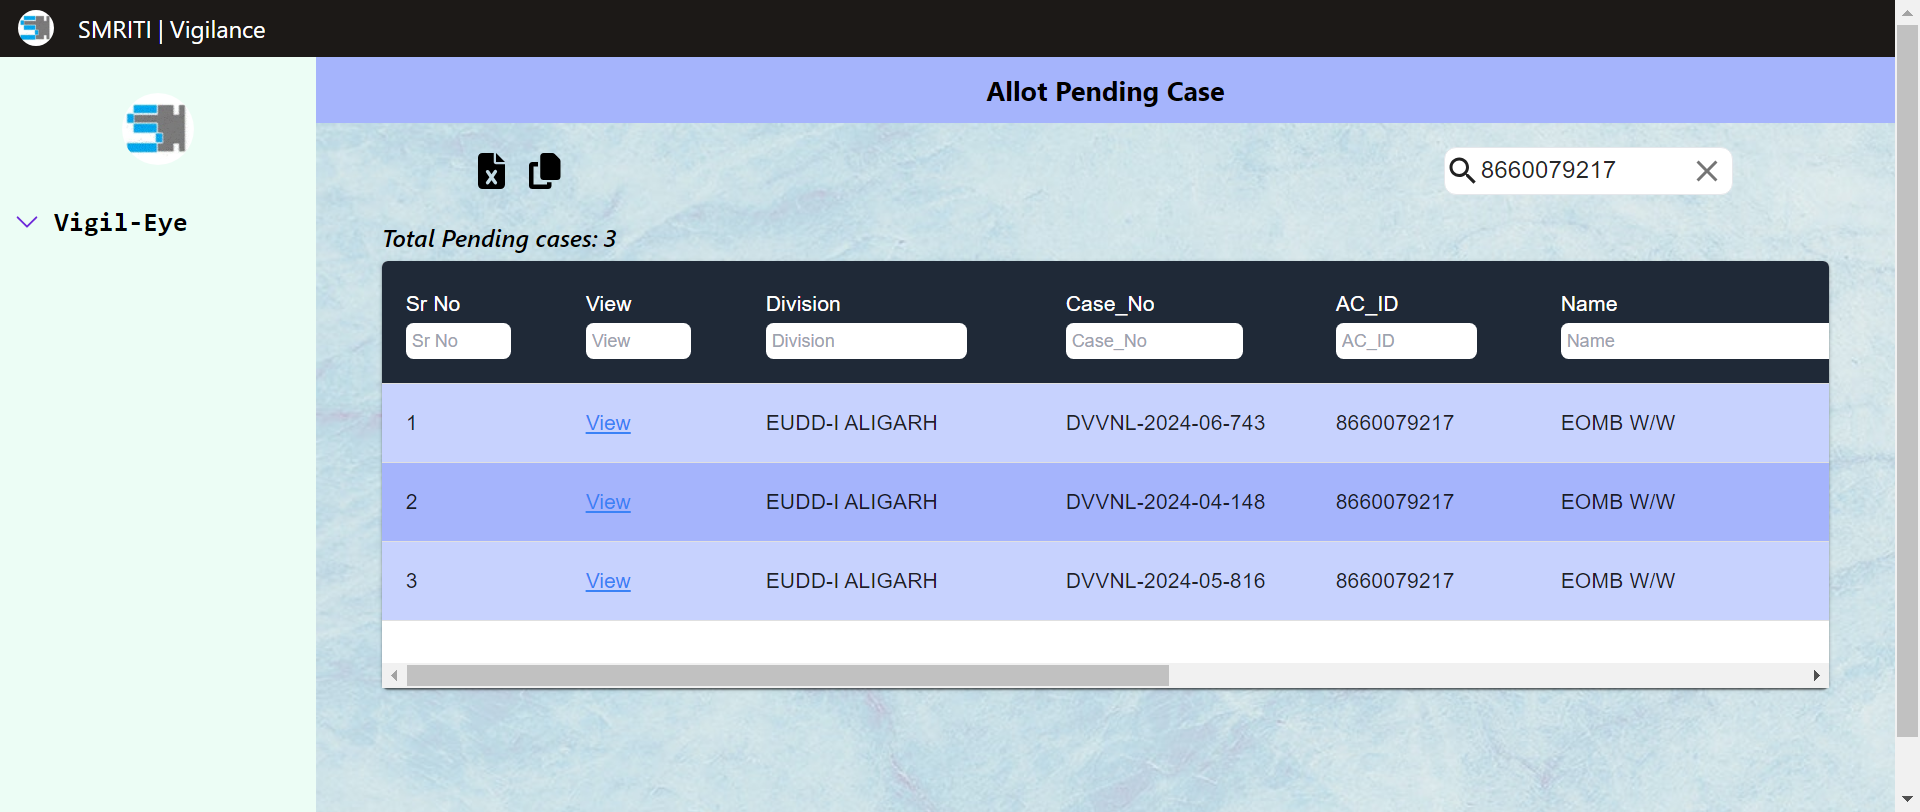 SMRITI | Vigilance
Allot Pending Case
Vigil-Eye
8660079217
Total Pending cases: 3
Sr No View Division Case_No AC_ID Name
Sr No View Division Case_No AC_ID Name
1 View EUDD-I ALIGARH DVVNL-2024-06-743 8660079217 EOMB W/W
2 View EUDD-I ALIGARH DVVNL-2024-04-148 8660079217 EOMB W/W
3 View EUDD-I ALIGARH DVVNL-2024-05-816 8660079217 EOMB W/W